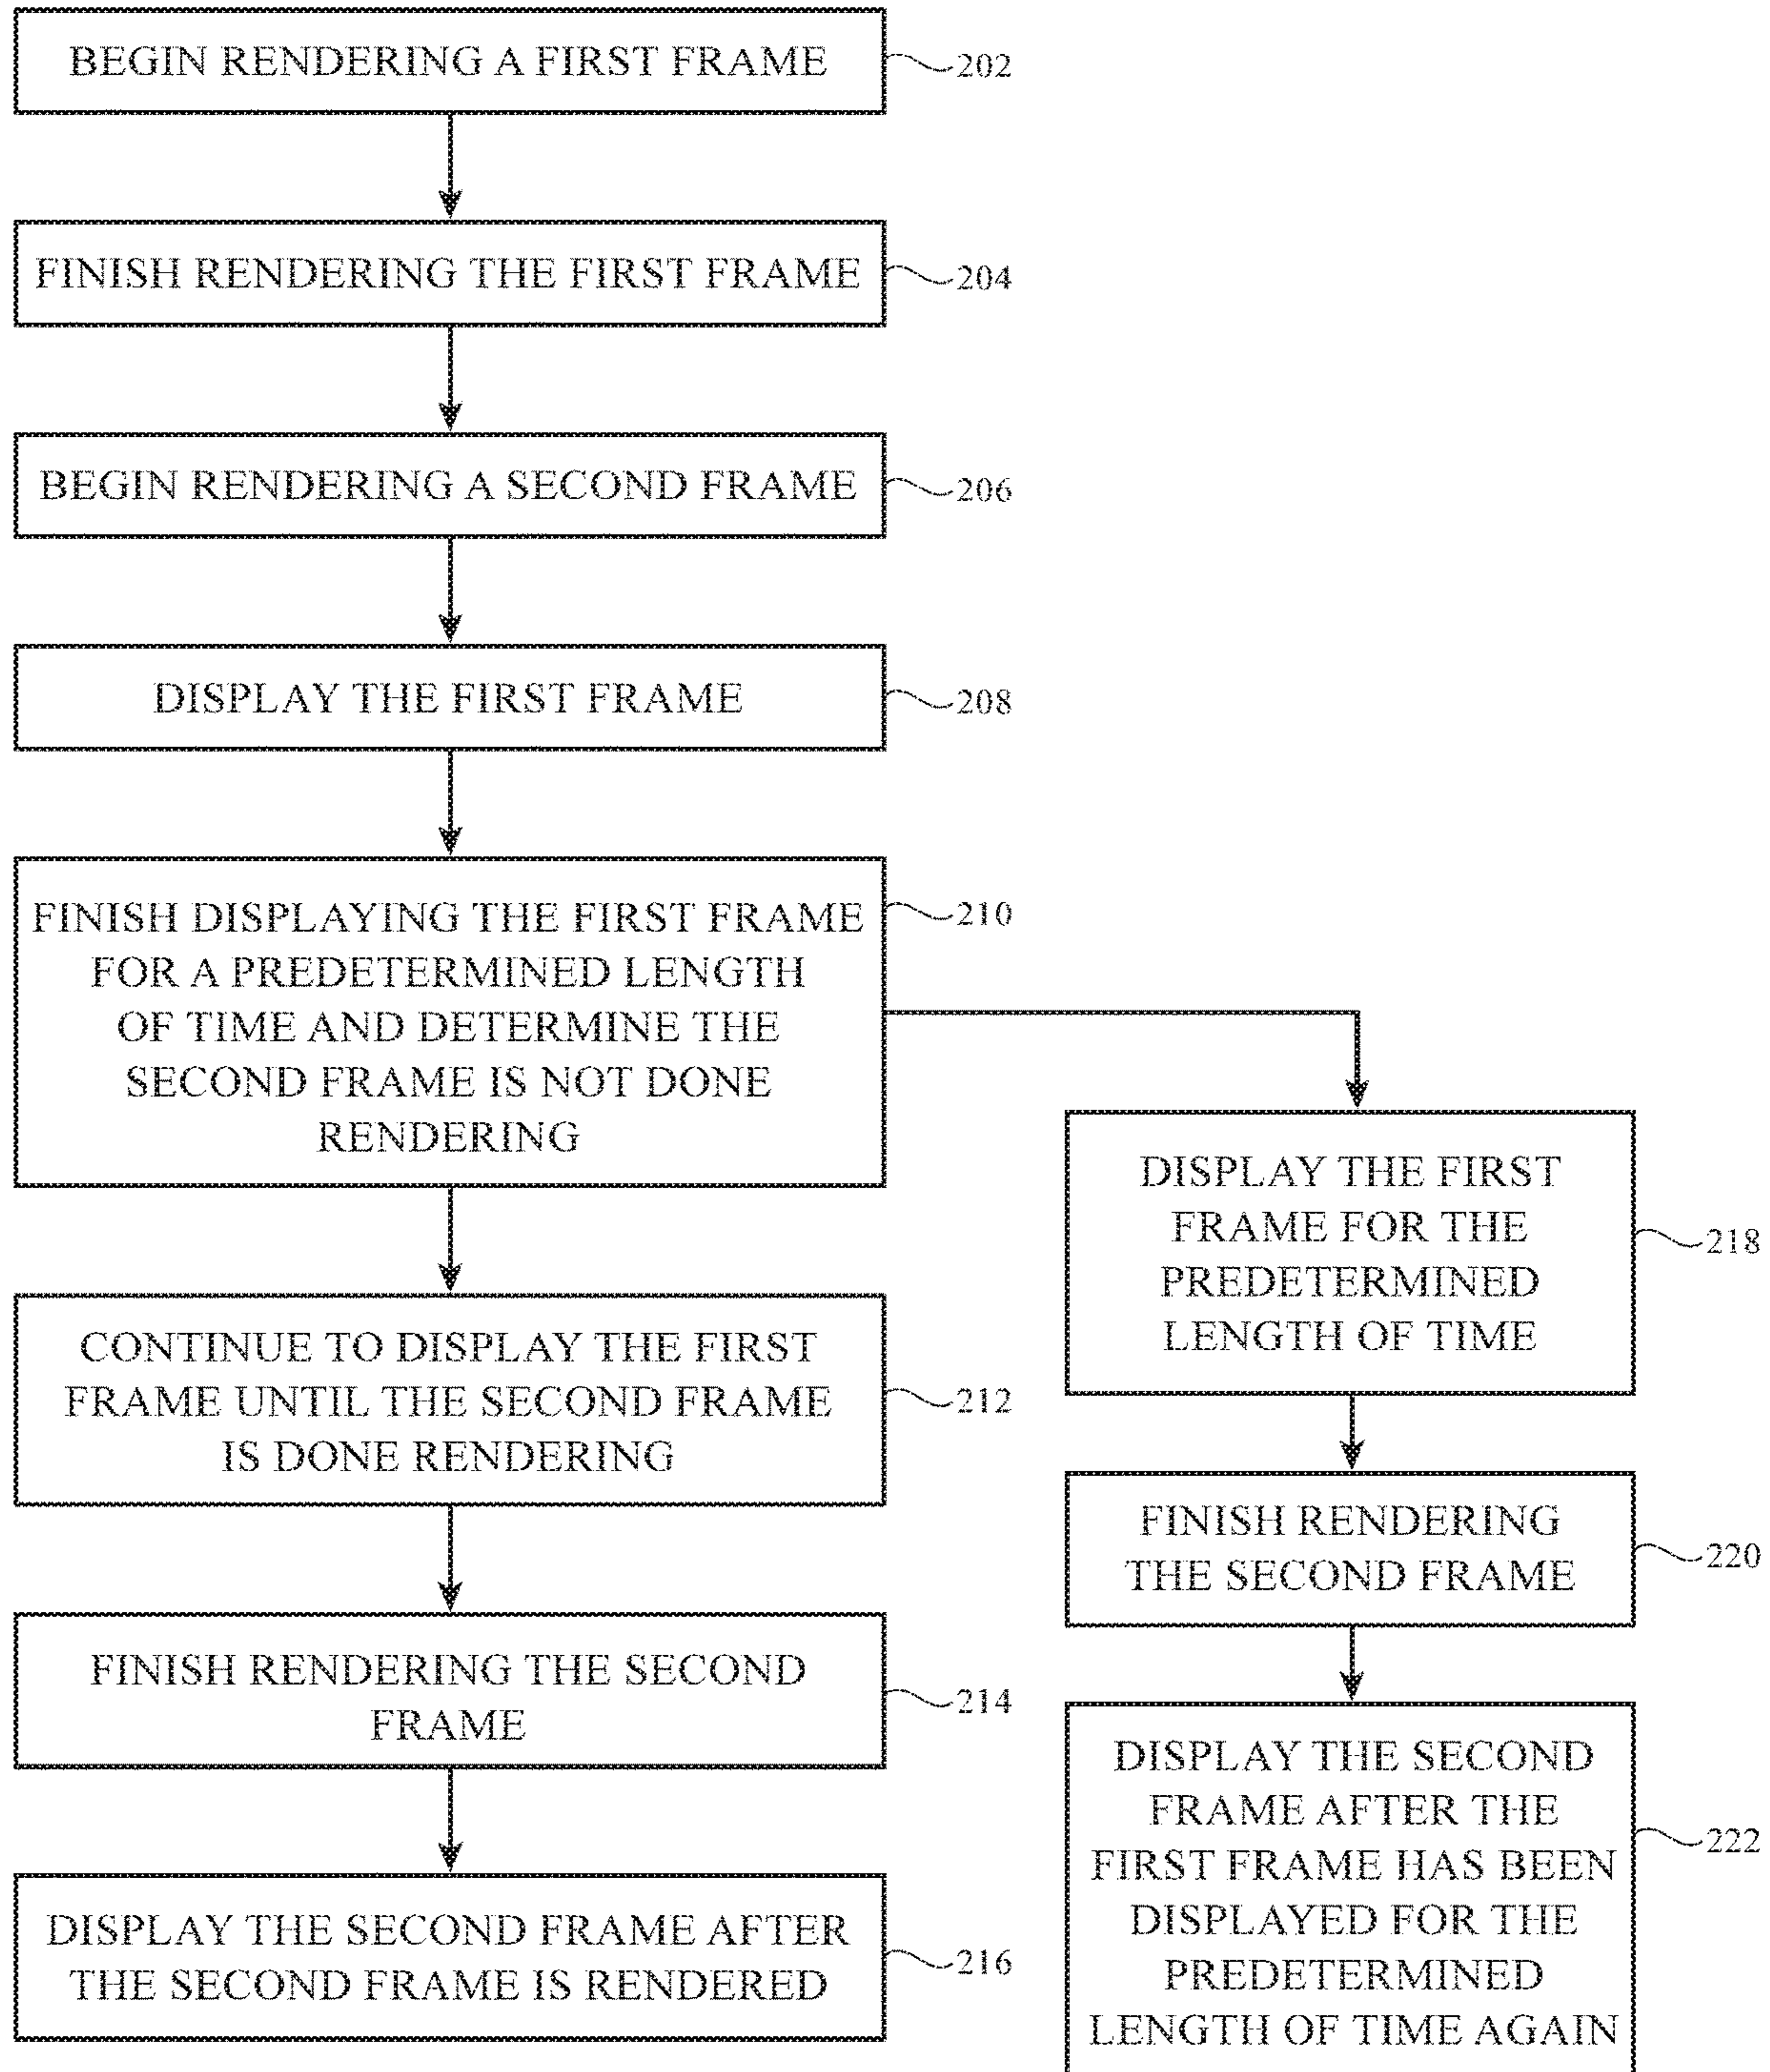 BEGIN RENDERING A FIRST FRAME
202
FINISH RENDERING THE FIRST FRAME
204
BEGIN RENDERING A SECOND FRAME
206
DISPLAY THE FIRST FRAME
208
FINISH DISPLAYING THE FIRST FRAME
FOR A PREDETERMINED LENGTH
OF TIME AND DETERMINE THE
SECOND FRAME IS NOT DONE
RENDERING
210
CONTINUE TO DISPLAY THE FIRST
FRAME UNTIL THE SECOND FRAME
IS DONE RENDERING
212
FINISH RENDERING THE SECOND
FRAME
214
DISPLAY THE SECOND FRAME AFTER
THE SECOND FRAME IS RENDERED
216
DISPLAY THE FIRST
FRAME FOR THE
PREDETERMINED
LENGTH OF TIME
218
FINISH RENDERING
THE SECOND FRAME
220
DISPLAY THE SECOND
FRAME AFTER THE
FIRST FRAME HAS BEEN
DISPLAYED FOR THE
PREDETERMINED
LENGTH OF TIME AGAIN
222